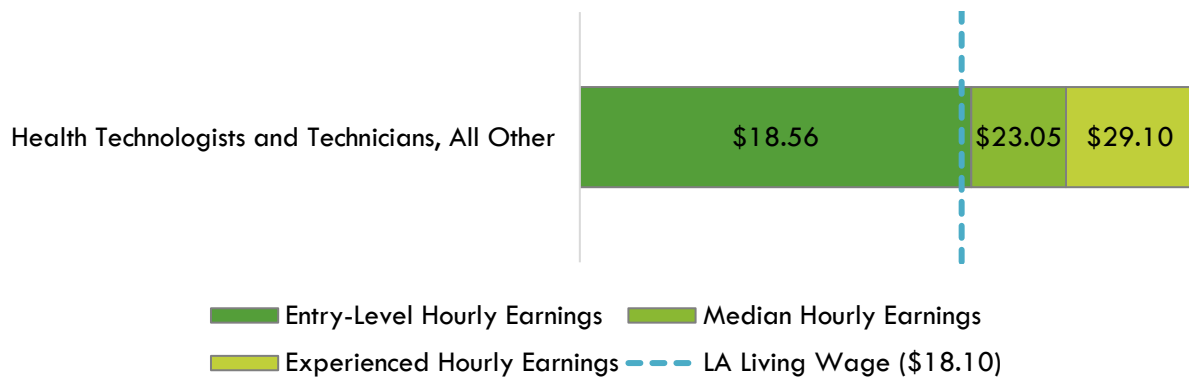 Health Technologists and Technicians, All Other $18.56 $23.05 $29.10
Entry-Level Hourly Earnings Median Hourly Earnings
Experienced Hourly Earnings LA Living Wage ($18.10)